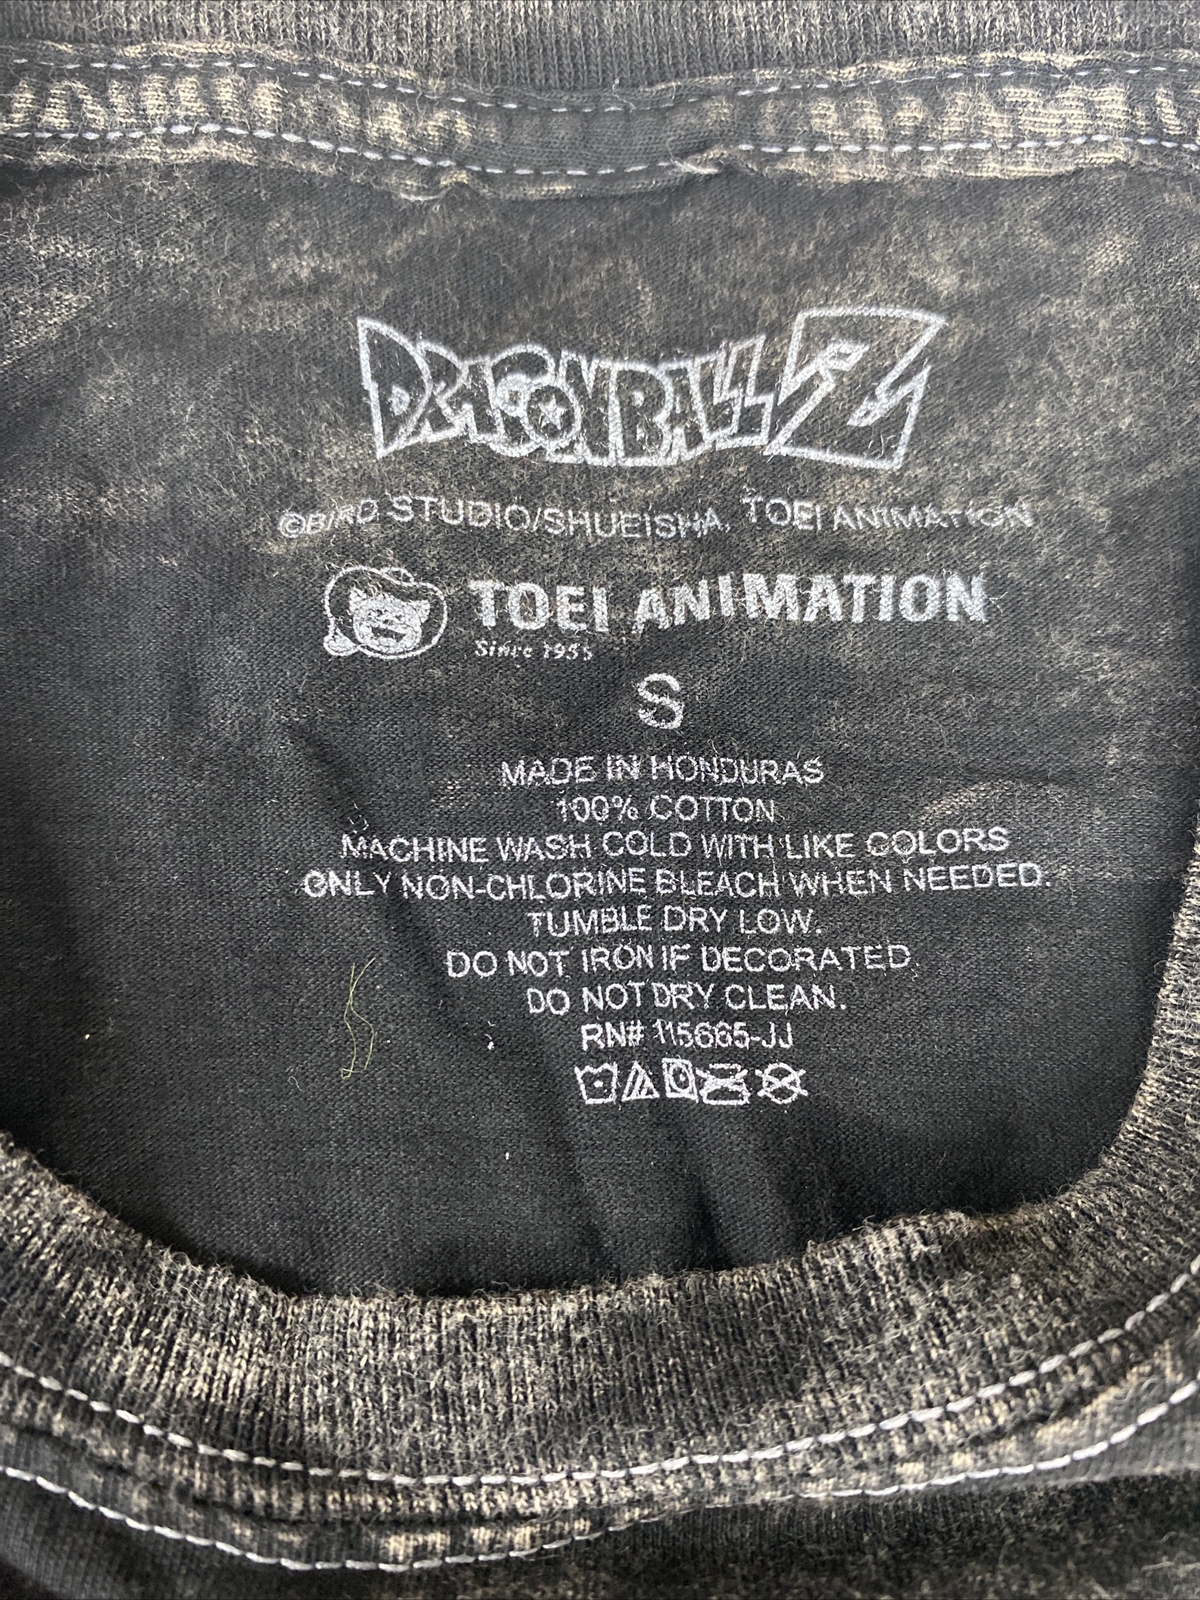 DRAGONBALL Z
©BIRD STUDIO/SHUEISHA, TOEI ANIMATION
TOEI ANIMATION
Since 1956
S
MADE IN HONDURAS
100% COTTON
MACHINE WASH COLD WITH LIKE COLORS
ONLY NON-CHLORINE BLEACH WHEN NEEDED.
TUMBLE DRY LOW.
DO NOT IRON IF DECORATED
DO NOT DRY CLEAN.
RN# 115665-JJ